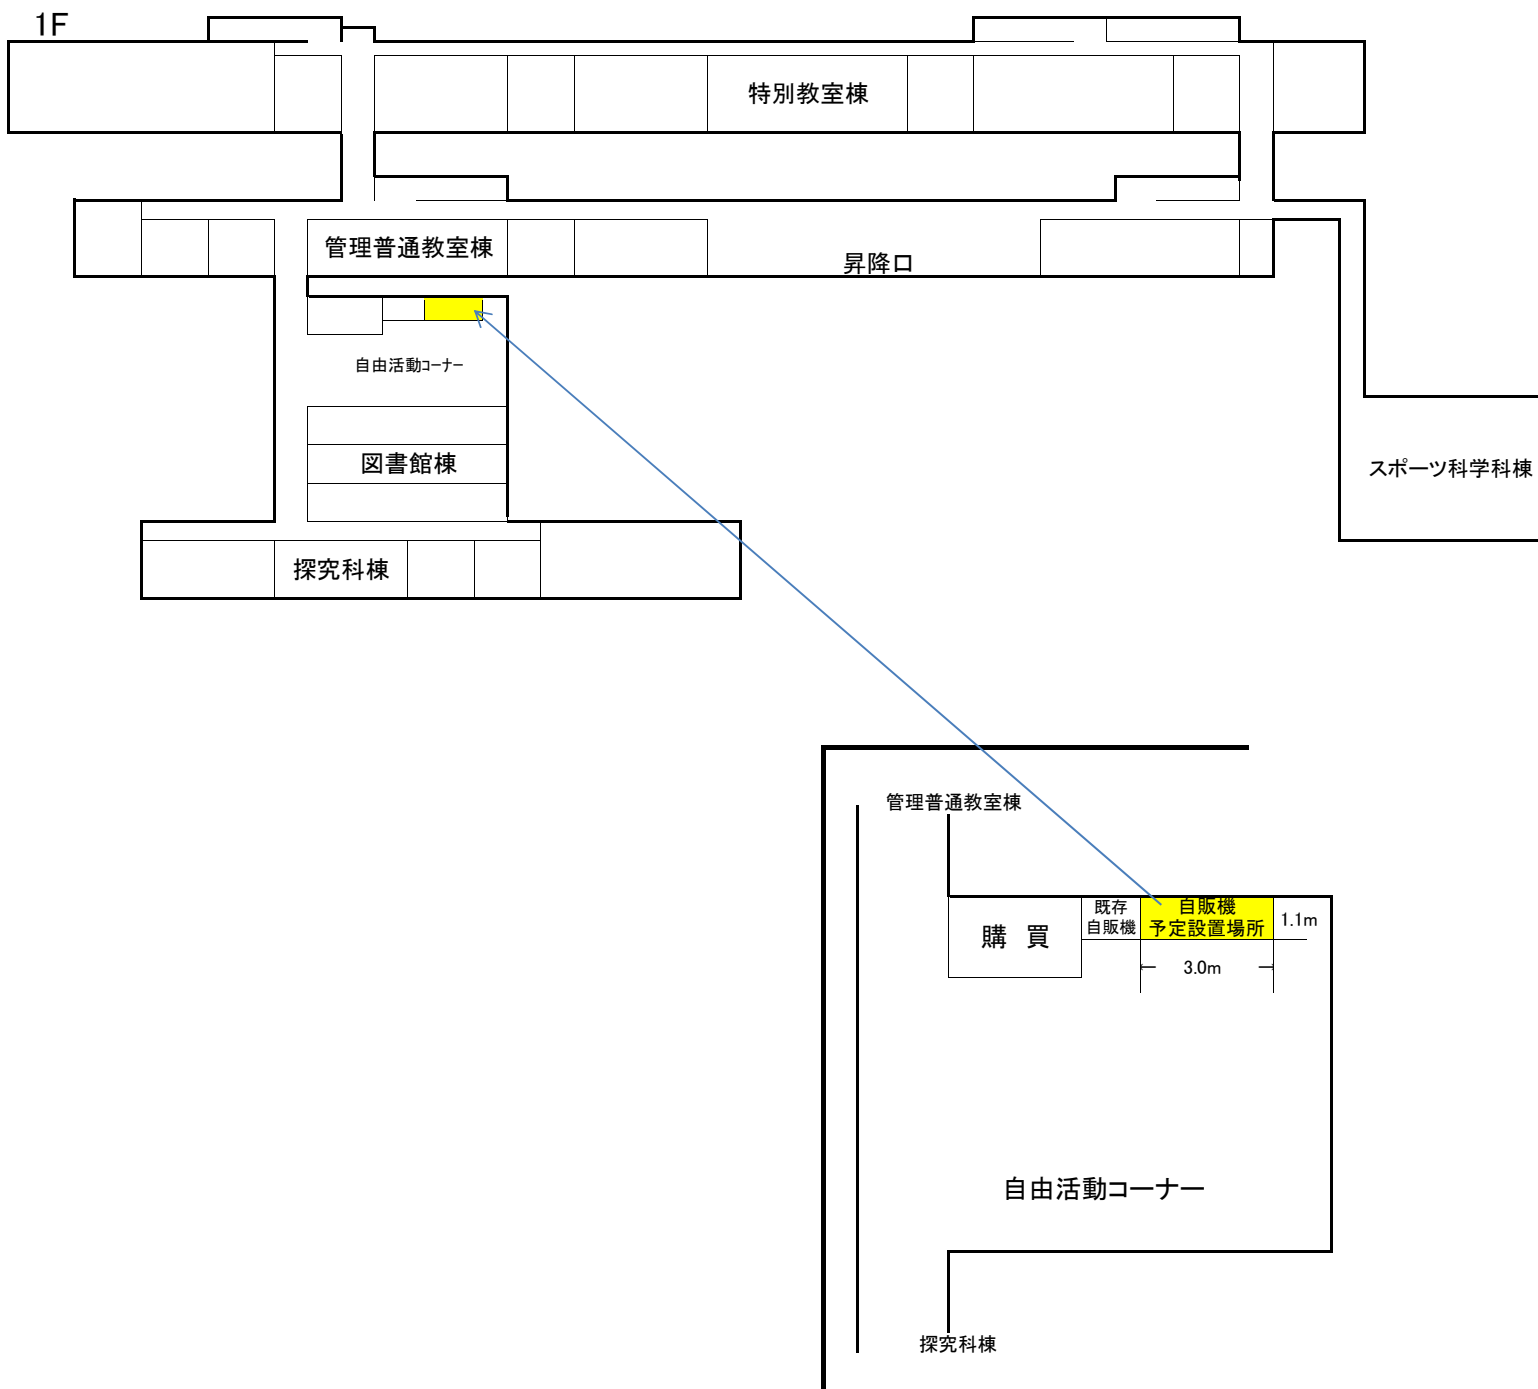 1F
特別教室棟
管理普通教室棟
昇降口
自由活動ｺｰﾅｰ
図書館棟
スポーツ科学科棟
探究科棟
管理普通教室棟
既存
自販機
自販機
予定設置場所
1.1m
購 買
3.0m
自由活動コーナー
探究科棟